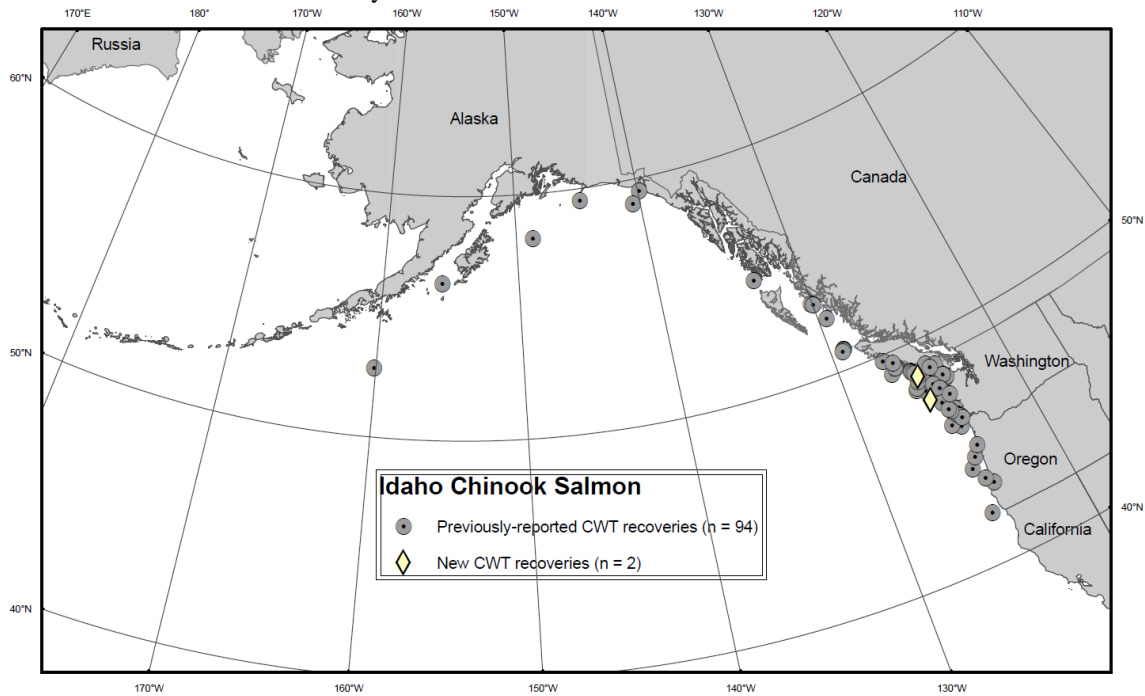 170°E 180° 170°W 160°W 150°W 140°W 130°W 120°W 110°W
Russia
60°N
Alaska
Canada
50°N
50°N
Washington
Oregon
Idaho Chinook Salmon
Previously-reported CWT recoveries (n = 94)
40°N
California
New CWT recoveries (n = 2)
40°N
170°W 160°W 150°W 140°W 130°W